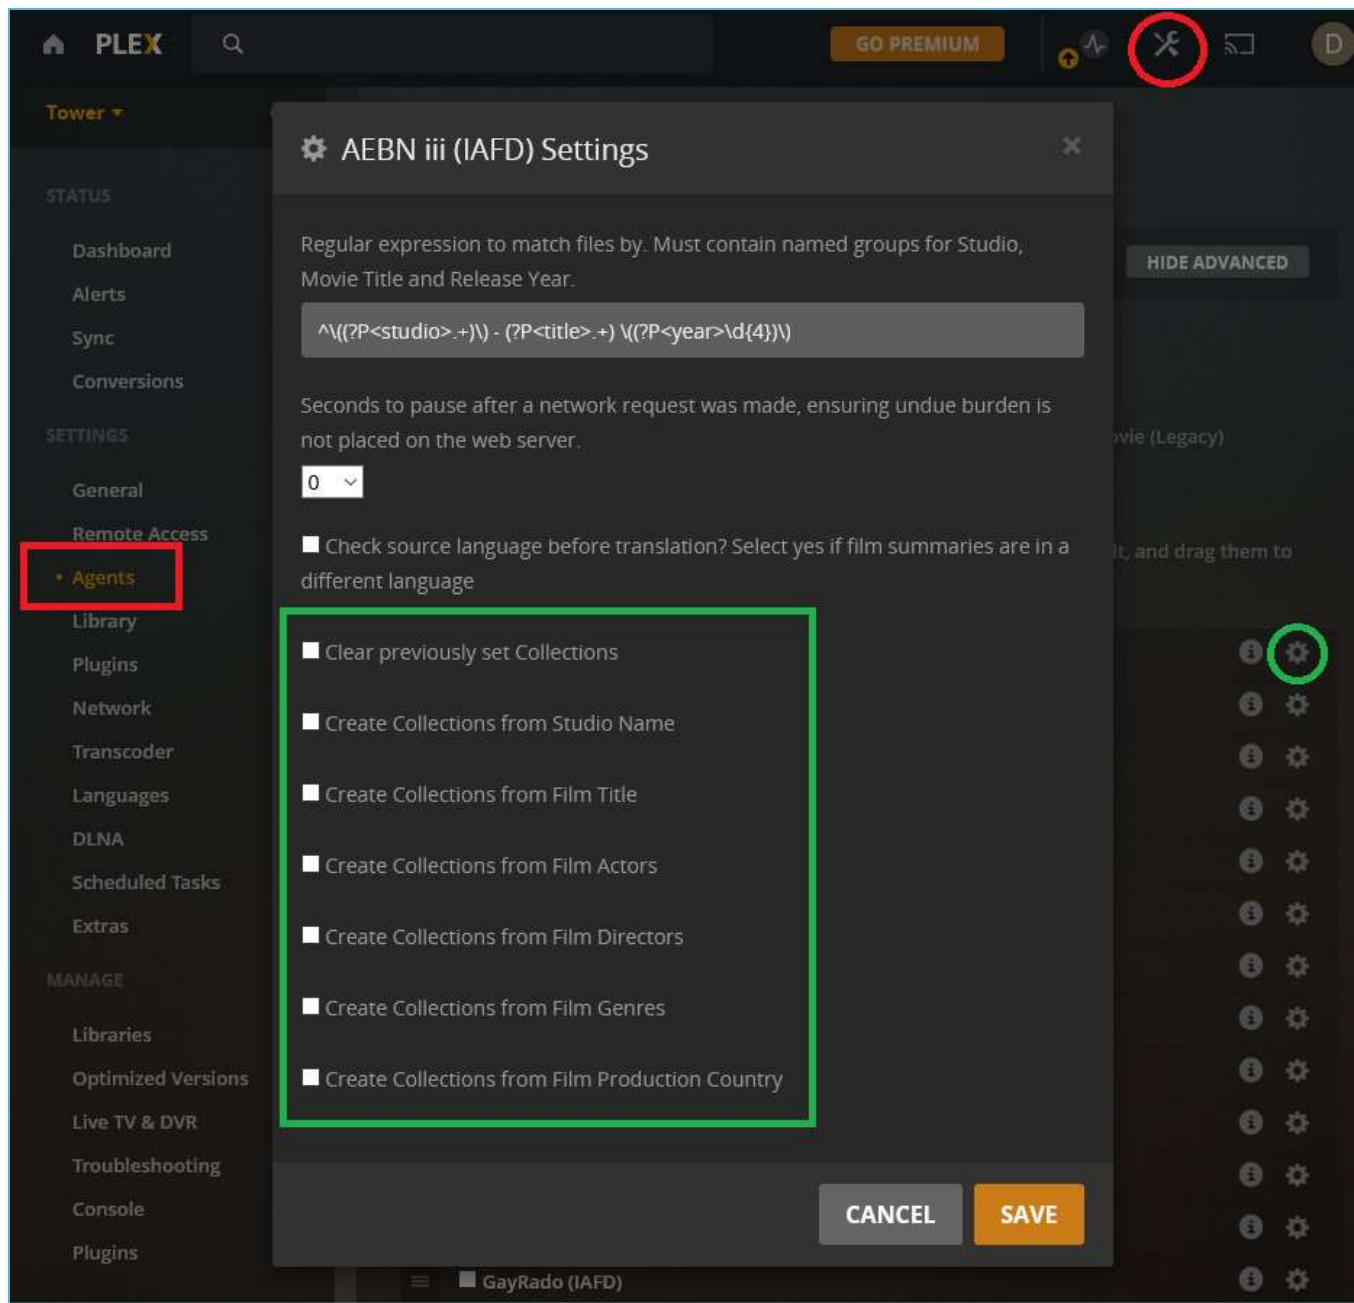 PLEX
GO PREMIUM
D
Tower
AEBN iii (IAFD) Settings
STATUS
Dashboard
Alerts
Sync
Conversions
SETTINGS
General
Remote Access
Agents
Library
Plugins
Network
Transcoder
Languages
DLNA
Scheduled Tasks
Extras
MANAGE
Libraries
Optimized Versions
Live TV & DVR
Troubleshooting
Console
Plugins
Regular expression to match files by. Must contain named groups for Studio,
Movie Title and Release Year.
^\((?P<studio>.+)\) - (?P<title>.+) \((?P<year>\d{4})\)
Seconds to pause after a network request was made, ensuring undue burden is
not placed on the web server.
0
Check source language before translation? Select yes if film summaries are in a
different language
Clear previously set Collections
Create Collections from Studio Name
Create Collections from Film Title
Create Collections from Film Actors
Create Collections from Film Directors
Create Collections from Film Genres
Create Collections from Film Production Country
CANCEL
SAVE
HIDE ADVANCED
(Legacy)
and drag them to
GayRado (IAFD)